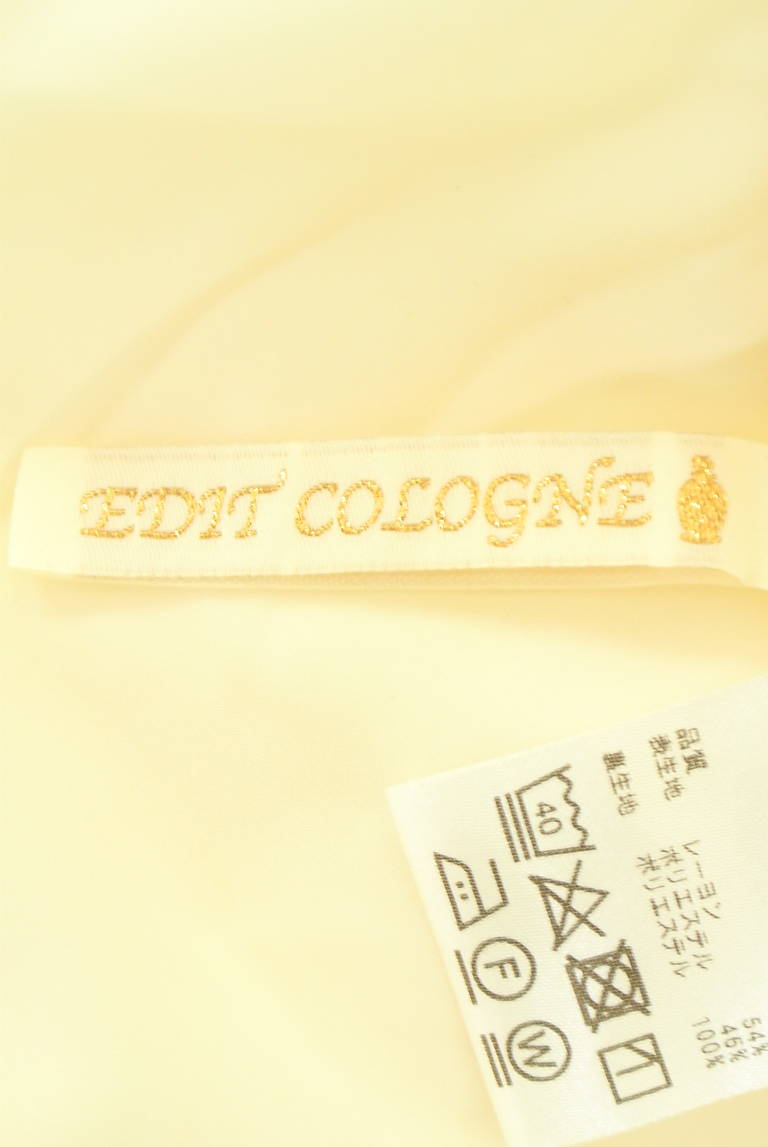 EDIT COLOGNE
品質
表生地
レーヨン 54%
ポリエステル 46%
裏生地
ポリエステル 100%
40
F
W